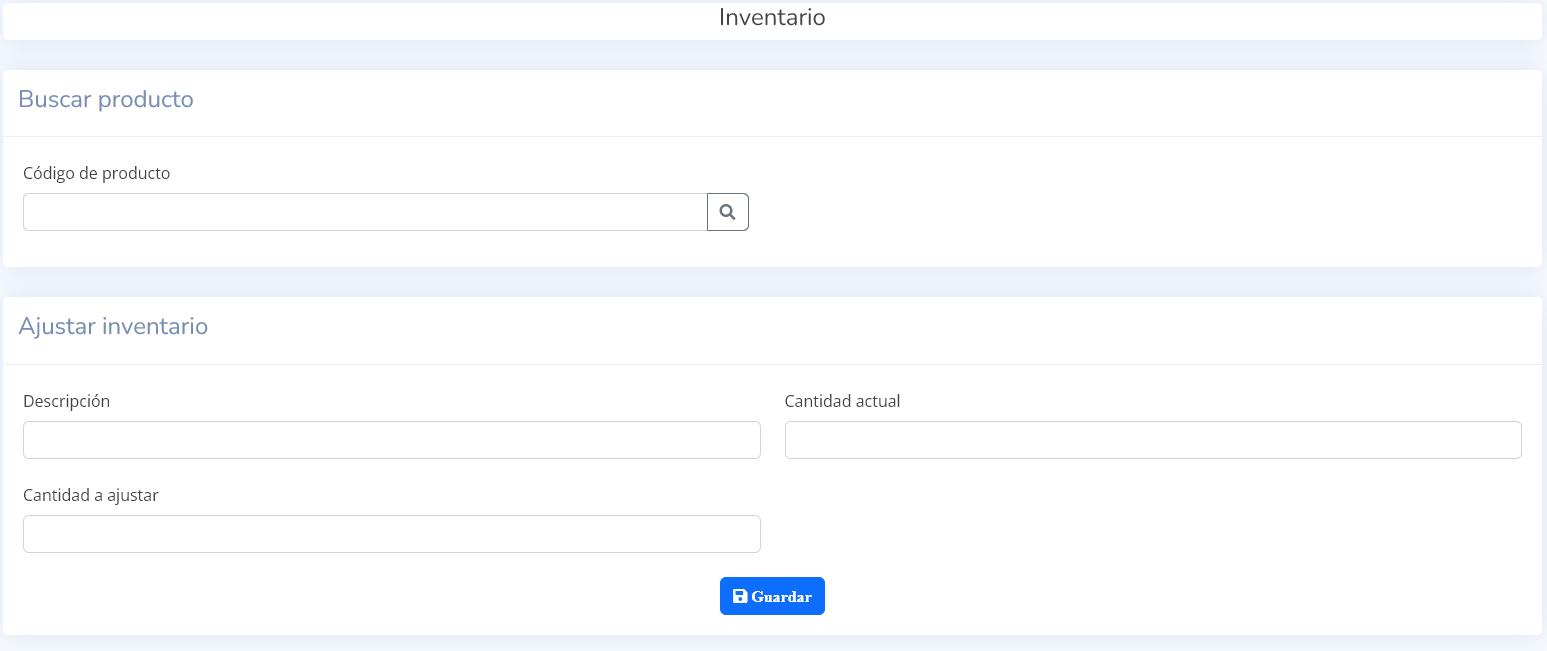 Inventario
Buscar producto
Código de producto
Ajustar inventario
Descripción
Cantidad actual
Cantidad a ajustar
Guardar